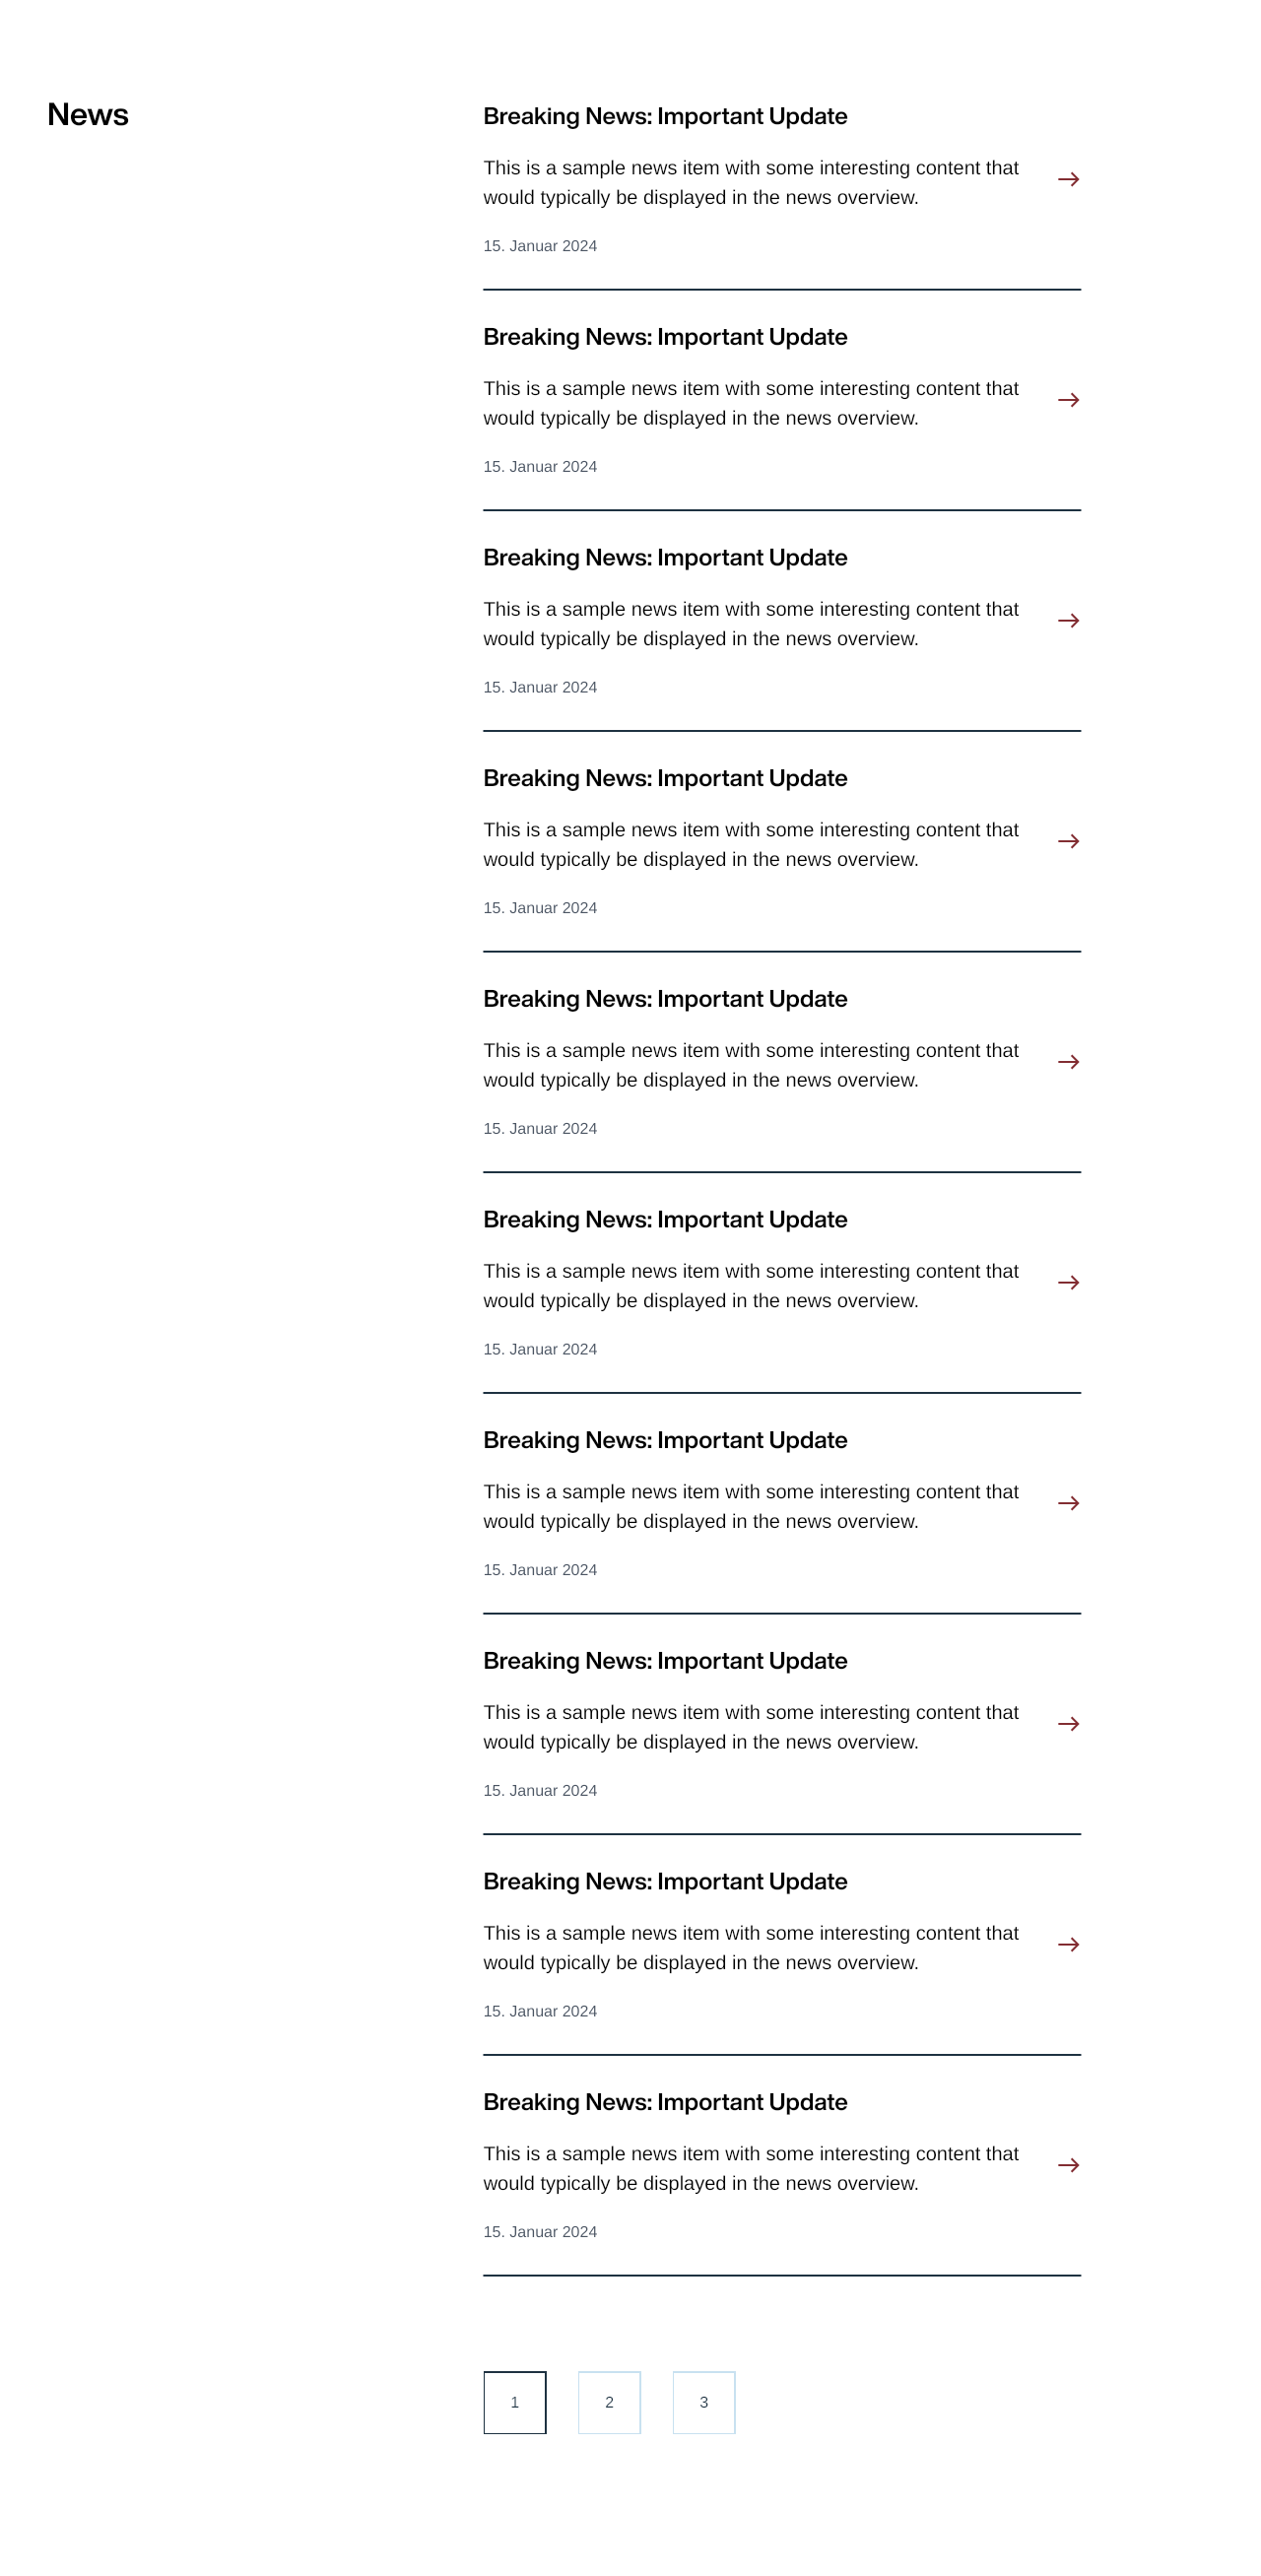 News
Breaking News: Important Update
This is a sample news item with some interesting content that
would typically be displayed in the news overview.
15. Januar 2024
Breaking News: Important Update
This is a sample news item with some interesting content that
would typically be displayed in the news overview.
15. Januar 2024
Breaking News: Important Update
This is a sample news item with some interesting content that
would typically be displayed in the news overview.
15. Januar 2024
Breaking News: Important Update
This is a sample news item with some interesting content that
would typically be displayed in the news overview.
15. Januar 2024
Breaking News: Important Update
This is a sample news item with some interesting content that
would typically be displayed in the news overview.
15. Januar 2024
Breaking News: Important Update
This is a sample news item with some interesting content that
would typically be displayed in the news overview.
15. Januar 2024
Breaking News: Important Update
This is a sample news item with some interesting content that
would typically be displayed in the news overview.
15. Januar 2024
Breaking News: Important Update
This is a sample news item with some interesting content that
would typically be displayed in the news overview.
15. Januar 2024
Breaking News: Important Update
This is a sample news item with some interesting content that
would typically be displayed in the news overview.
15. Januar 2024
Breaking News: Important Update
This is a sample news item with some interesting content that
would typically be displayed in the news overview.
15. Januar 2024
1 2 3